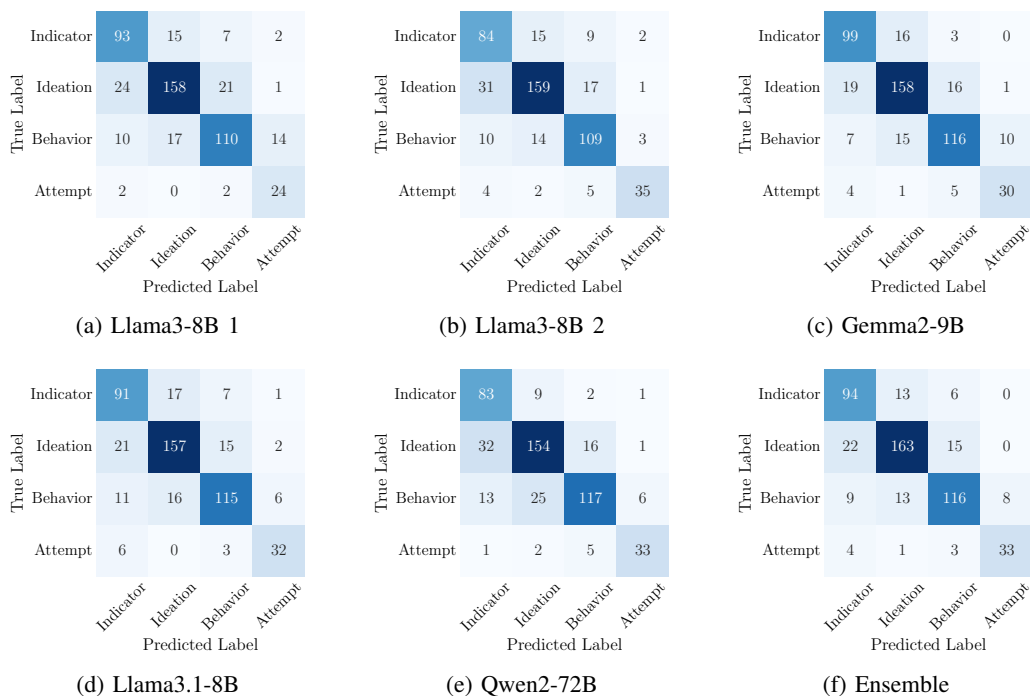 Indicator 93 15 7 2
Ideation 24 158 21 1
Behavior 10 17 110 14
Attempt 2 0 2 24
True Label
Indicator Ideation Behavior Attempt
Predicted Label
(a) Llama3-8B 1
Indicator 84 15 9 2
Ideation 31 159 17 1
Behavior 10 14 109 3
Attempt 4 2 5 35
True Label
Indicator Ideation Behavior Attempt
Predicted Label
(b) Llama3-8B 2
Indicator 99 16 3 0
Ideation 19 158 16 1
Behavior 7 15 116 10
Attempt 4 1 5 30
True Label
Indicator Ideation Behavior Attempt
Predicted Label
(c) Gemma2-9B
Indicator 91 17 7 1
Ideation 21 157 15 2
Behavior 11 16 115 6
Attempt 6 0 3 32
True Label
Indicator Ideation Behavior Attempt
Predicted Label
(d) Llama3.1-8B
Indicator 83 9 2 1
Ideation 32 154 16 1
Behavior 13 25 117 6
Attempt 1 2 5 33
True Label
Indicator Ideation Behavior Attempt
Predicted Label
(e) Qwen2-72B
Indicator 94 13 6 0
Ideation 22 163 15 0
Behavior 9 13 116 8
Attempt 4 1 3 33
True Label
Indicator Ideation Behavior Attempt
Predicted Label
(f) Ensemble